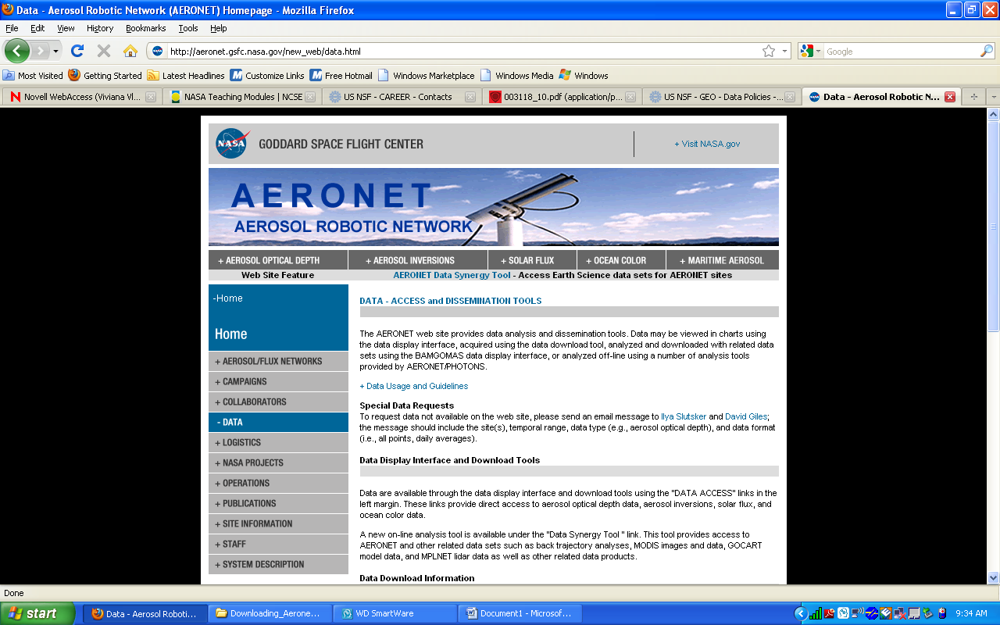 Data - Aerosol Robotic Network (AERONET) Homepage - Mozilla Firefox
File Edit View History Bookmarks Tools Help
http://aeronet.gsfc.nasa.gov/new_web/data.html
Google
Most Visited Getting Started Latest Headlines Customize Links Free Hotmail Windows Marketplace Windows Media Windows
Novell WebAccess (Viviana Vl... NASA Teaching Modules | NCSE US NSF - CAREER - Contacts 003118_10.pdf (application/p... US NSF - GEO - Data Policies -... Data - Aerosol Robotic N...
NASA GODDARD SPACE FLIGHT CENTER + Visit NASA.gov
AERONET
AEROSOL ROBOTIC NETWORK
+ AEROSOL OPTICAL DEPTH + AEROSOL INVERSIONS + SOLAR FLUX + OCEAN COLOR + MARITIME AEROSOL
Web Site Feature AERONET Data Synergy Tool - Access Earth Science data sets for AERONET sites
-Home
Home
+ AEROSOL/FLUX NETWORKS
+ CAMPAIGNS
+ COLLABORATORS
- DATA
+ LOGISTICS
+ NASA PROJECTS
+ OPERATIONS
+ PUBLICATIONS
+ SITE INFORMATION
+ STAFF
+ SYSTEM DESCRIPTION
DATA - ACCESS and DISSEMINATION TOOLS
The AERONET web site provides data analysis and dissemination tools. Data may be viewed in charts using
the data display interface, acquired using the data download tool, analyzed and downloaded with related data
sets using the BAMGOMAS data display interface, or analyzed off-line using a number of analysis tools
provided by AERONET/PHOTONS.
+ Data Usage and Guidelines
Special Data Requests
To request data not available on the web site, please send an email message to Ilya Slutsker and David Giles;
the message should include the site(s), temporal range, data type (e.g., aerosol optical depth), and data format
(i.e., all points, daily averages).
Data Display Interface and Download Tools
Data are available through the data display interface and download tools using the "DATA ACCESS" links in the
left margin. These links provide direct access to aerosol optical depth data, aerosol inversions, solar flux, and
ocean color data.
A new on-line analysis tool is available under the "Data Synergy Tool " link. This tool provides access to
AERONET and other related data sets such as back trajectory analyses, MODIS images and data, GOCART
model data, and MPLNET lidar data as well as other related data products.
Data Download Information
Done
start Data - Aerosol Roboti... Downloading_Aerone... WD SmartWare Document1 - Microsof... 9:34 AM